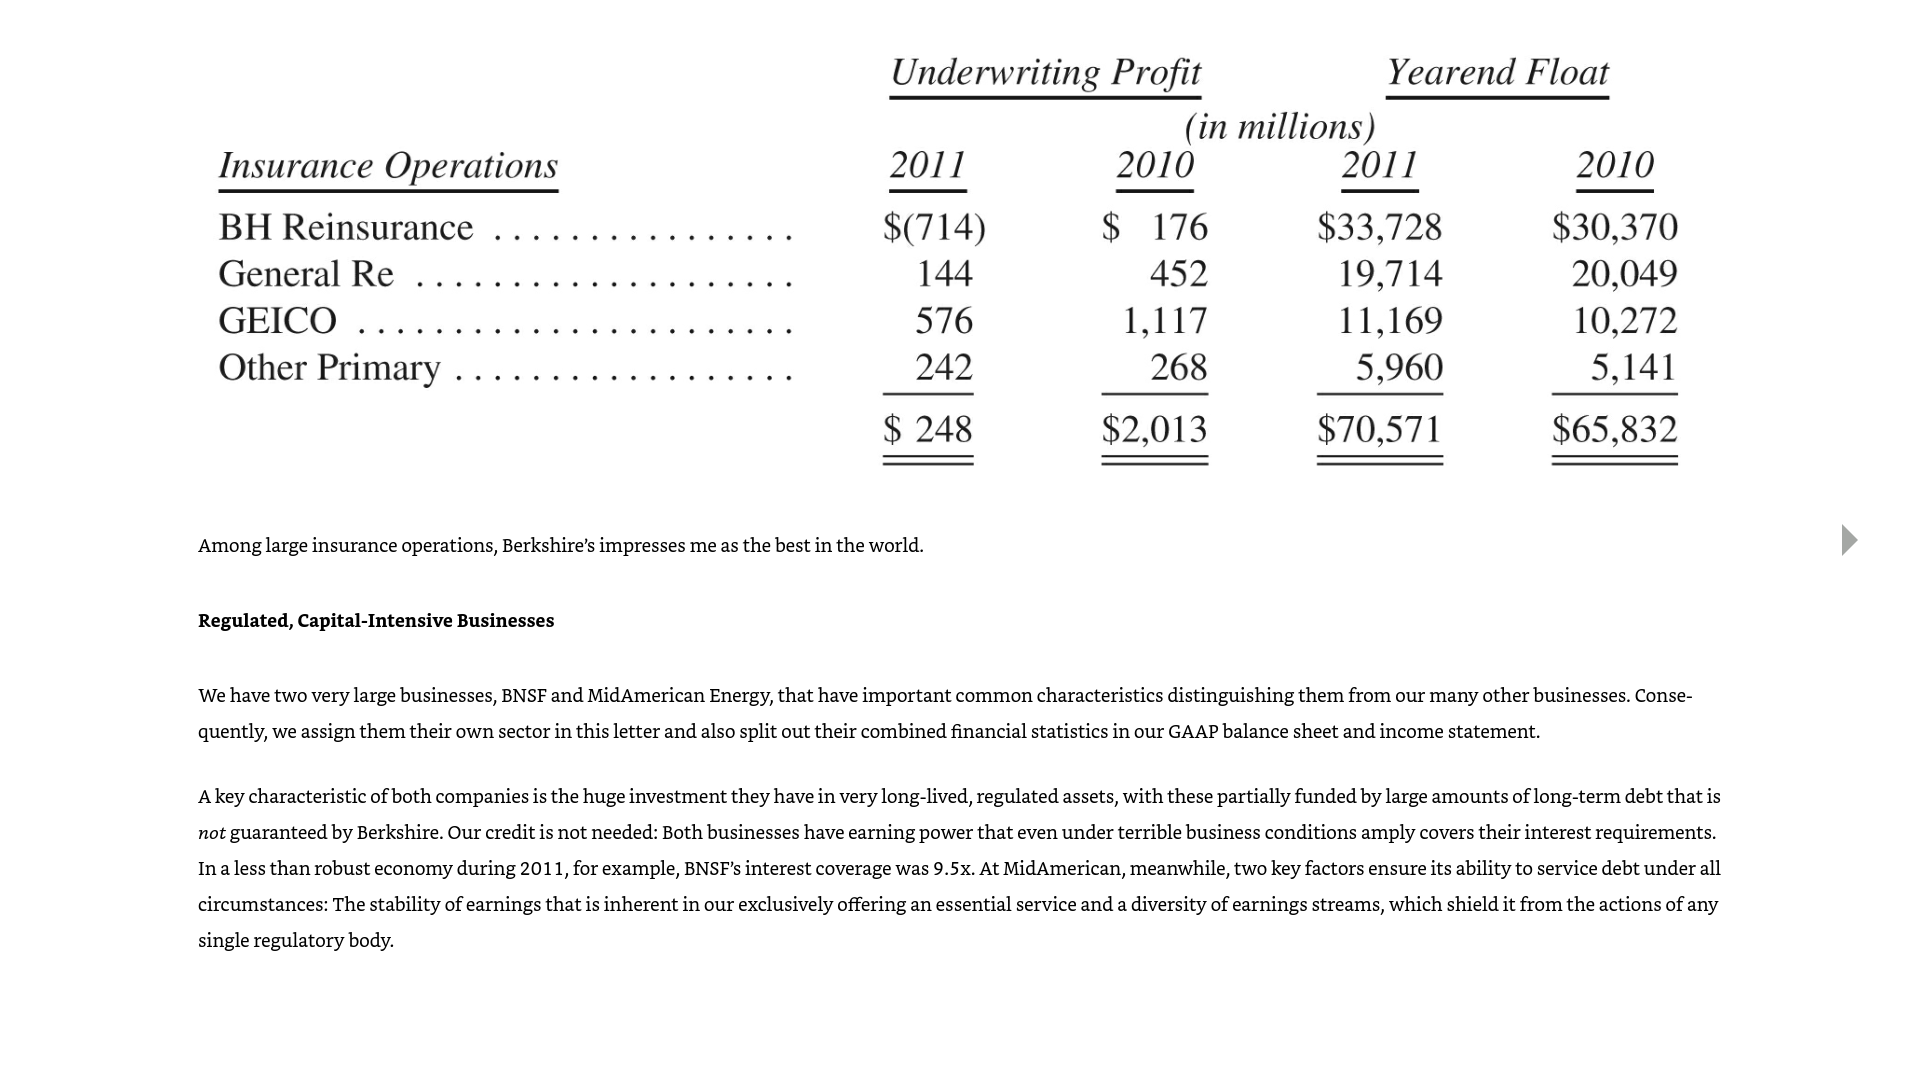 Underwriting Profit Yearend Float
(in millions)
Insurance Operations 2011 2010 2011 2010
BH Reinsurance ................ $(714) $ 176 $33,728 $30,370
General Re .................... 144 452 19,714 20,049
GEICO ....................... 576 1,117 11,169 10,272
Other Primary .................. 242 268 5,960 5,141
$ 248 $2,013 $70,571 $65,832
Among large insurance operations, Berkshire’s impresses me as the best in the world.
Regulated, Capital-Intensive Businesses
We have two very large businesses, BNSF and MidAmerican Energy, that have important common characteristics distinguishing them from our many other businesses. Conse-
quently, we assign them their own sector in this letter and also split out their combined financial statistics in our GAAP balance sheet and income statement.
A key characteristic of both companies is the huge investment they have in very long-lived, regulated assets, with these partially funded by large amounts of long-term debt that is
not guaranteed by Berkshire. Our credit is not needed: Both businesses have earning power that even under terrible business conditions amply covers their interest requirements.
In a less than robust economy during 2011, for example, BNSF’s interest coverage was 9.5x. At MidAmerican, meanwhile, two key factors ensure its ability to service debt under all
circumstances: The stability of earnings that is inherent in our exclusively offering an essential service and a diversity of earnings streams, which shield it from the actions of any
single regulatory body.